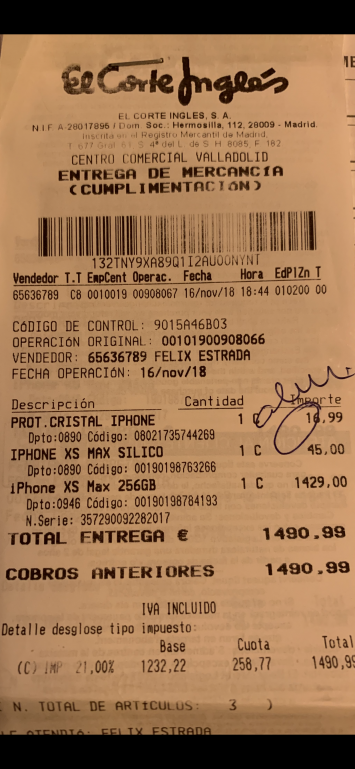 El Corte Inglés
EL CORTE INGLES, S. A.
N I F A-28017895 / Dom. Soc.: Hermosilla, 112, 28009 - Madrid.
Inscrita en el Registro Mercantil de Madrid,
CENTRO COMERCIAL VALLADOLID
ENTREGA DE MERCANCÍA
(CUMPLIMENTACIÓN)
132TNY9XA89Q1I2AU00NYNT
Vendedor T.T EmpCent Operac. Fecha Hora EdPlZn T
65636789 C8 0010019 00908067 16/nov/18 18:44 010200 00
CÓDIGO DE CONTROL: 9015A46B03
OPERACIÓN ORIGINAL: 00101900908066
VENDEDOR: 65636789 FELIX ESTRADA
FECHA OPERACIÓN: 16/nov/18
Descripción Cantidad Importe
PROT.CRISTAL IPHONE 1 C 16,99
Dpto:0890 Código: 08021735744269
IPHONE XS MAX SILICO 1 C 45,00
Dpto:0890 Código: 00190198763266
iPhone XS Max 256GB 1 C 1429,00
Dpto:0946 Código: 00190198784193
N.Serie: 357290092282017
TOTAL ENTREGA € 1490.99
COBROS ANTERIORES 1490.99
IVA INCLUIDO
Detalle desglose tipo impuesto:
Base Cuota Total
(C) IMP 21,00% 1232,22 258,77 1490,99
N. TOTAL DE ARTICULOS: 3 )
LE ATENDIA: FELIX ESTRADA